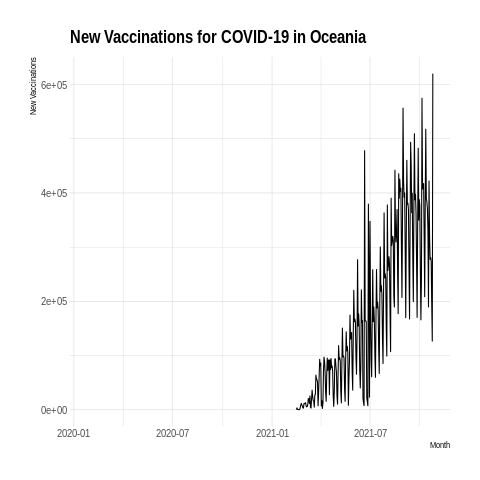 New Vaccinations for COVID-19 in Oceania
New Vaccinations
6e+05
4e+05
2e+05
0e+00
2020-01
2020-07
2021-01
2021-07
Month